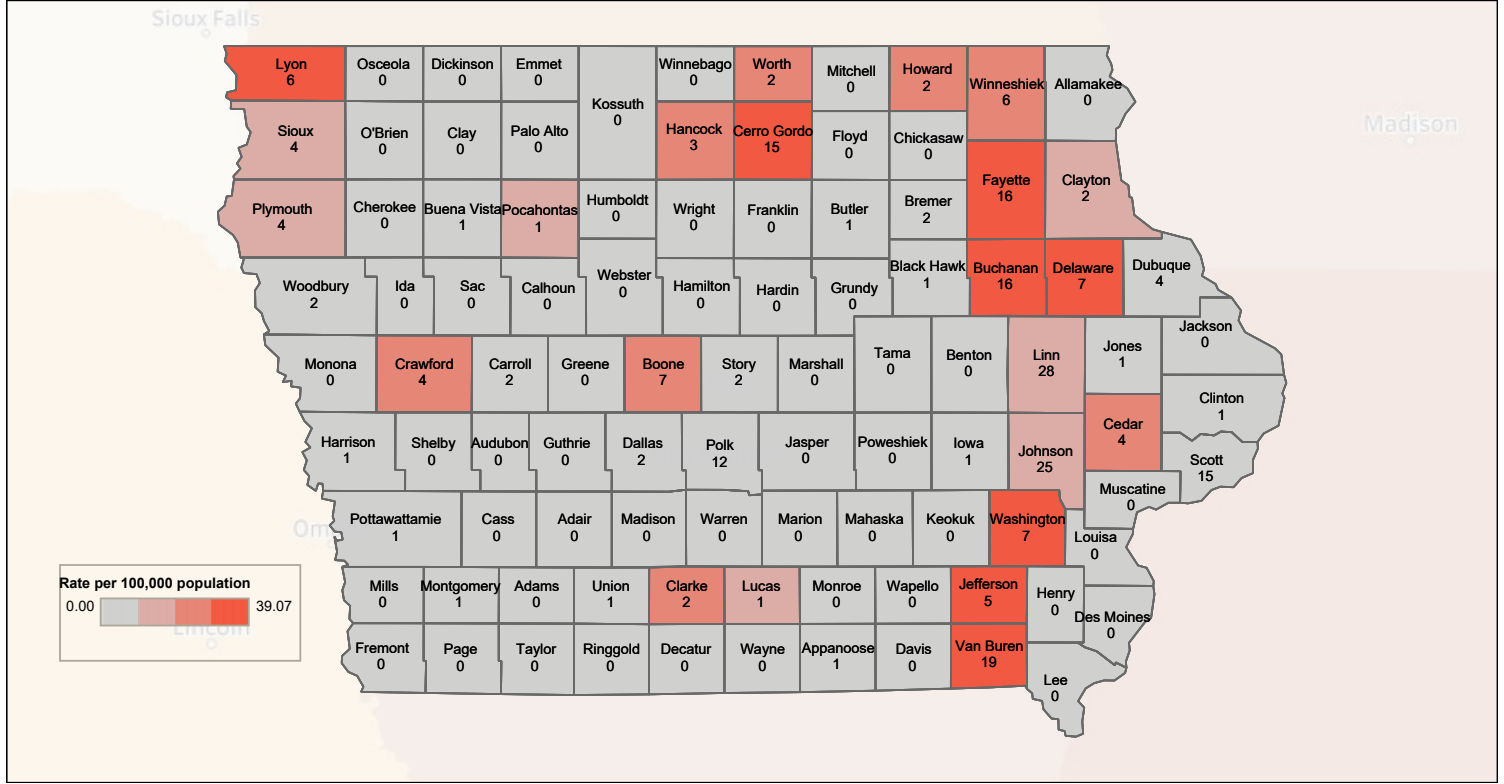 Sioux Falls
Lyon
6
Osceola
0
Dickinson
0
Emmet
0
Kossuth
0
Winnebago
0
Worth
2
Mitchell
0
Howard
2
Winneshiek
6
Allamakee
0
Madison
Sioux
4
O'Brien
0
Clay
0
Palo Alto
0
Hancock
3
Cerro Gordo
15
Floyd
0
Chickasaw
0
Fayette
16
Clayton
2
Plymouth
4
Cherokee
0
Buena Vista
1
Pocahontas
1
Humboldt
0
Wright
0
Franklin
0
Butler
1
Bremer
2
Woodbury
2
Ida
0
Sac
0
Calhoun
0
Webster
0
Hamilton
0
Hardin
0
Grundy
0
Black Hawk
1
Buchanan
16
Delaware
7
Dubuque
4
Jackson
0
Monona
0
Crawford
4
Carroll
2
Greene
0
Boone
7
Story
2
Marshall
0
Tama
0
Benton
0
Linn
28
Jones
1
Clinton
1
Harrison
1
Shelby
0
Audubon
0
Guthrie
0
Dallas
2
Polk
12
Jasper
0
Poweshiek
0
Iowa
1
Johnson
25
Cedar
4
Scott
15
Muscatine
0
Om
Pottawattamie
1
Cass
0
Adair
0
Madison
0
Warren
0
Marion
0
Mahaska
0
Keokuk
0
Washington
7
Louisa
0
Mills
0
Montgomery
1
Adams
0
Union
1
Clarke
2
Lucas
1
Monroe
0
Wapello
0
Jefferson
5
Henry
0
Des Moines
0
Fremont
0
Page
0
Taylor
0
Ringgold
0
Decatur
0
Wayne
0
Appanoose
1
Davis
0
Van Buren
19
Lee
0
Rate per 100,000 population
0.00 39.07
Lincoln